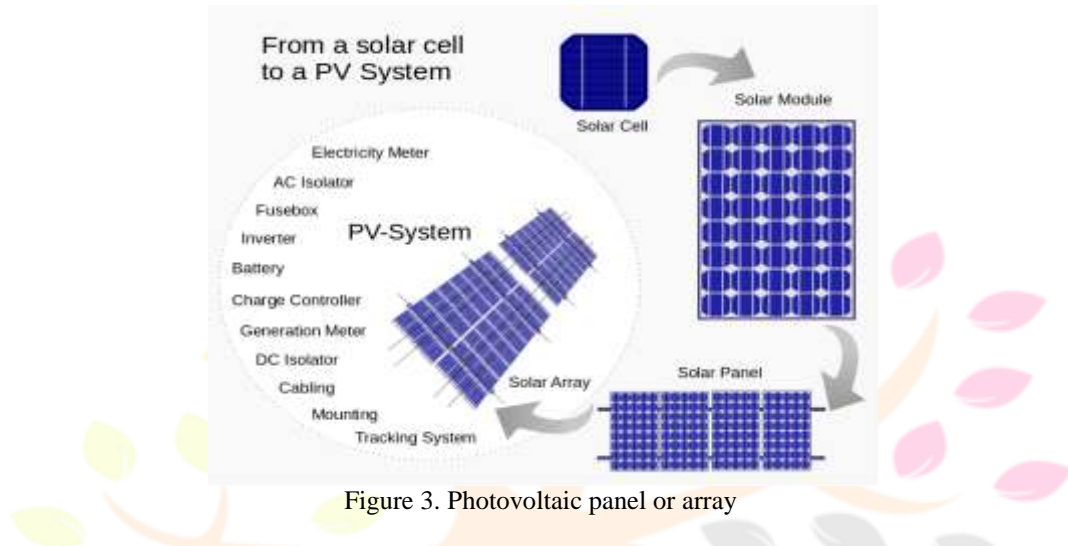 From a solar cell
to a PV System
Solar Cell
Solar Module
Electricity Meter
AC Isolator
Fusebox
PV-System
Inverter
Battery
Charge Controller
Generation Meter
DC Isolator
Cabling
Mounting
Tracking System
Solar Array
Solar Panel
Figure 3. Photovoltaic panel or array